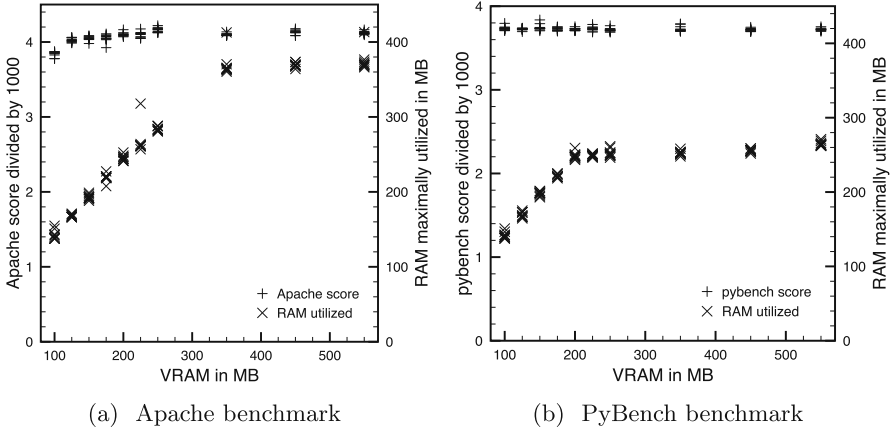 Apache score divided by 1000
4
3
2
1
0
400
300
200
100
0
RAM maximally utilized in MB
+ Apache score
× RAM utilized
100 200 300 400 500
VRAM in MB
(a) Apache benchmark
pybench score divided by 1000
4
3
2
1
0
400
300
200
100
0
RAM maximally utilized in MB
+ pybench score
× RAM utilized
100 200 300 400 500
VRAM in MB
(b) PyBench benchmark